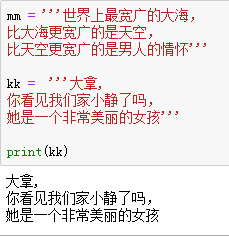 mm = '''世界上最宽广的大海，
比大海更宽广的是天空，
比天空更宽广的是男人的情怀'''
kk = '''大拿，
你看见我们家小静了吗，
她是一个非常美丽的女孩'''
print(kk)
大拿，
你看见我们家小静了吗，
她是一个非常美丽的女孩